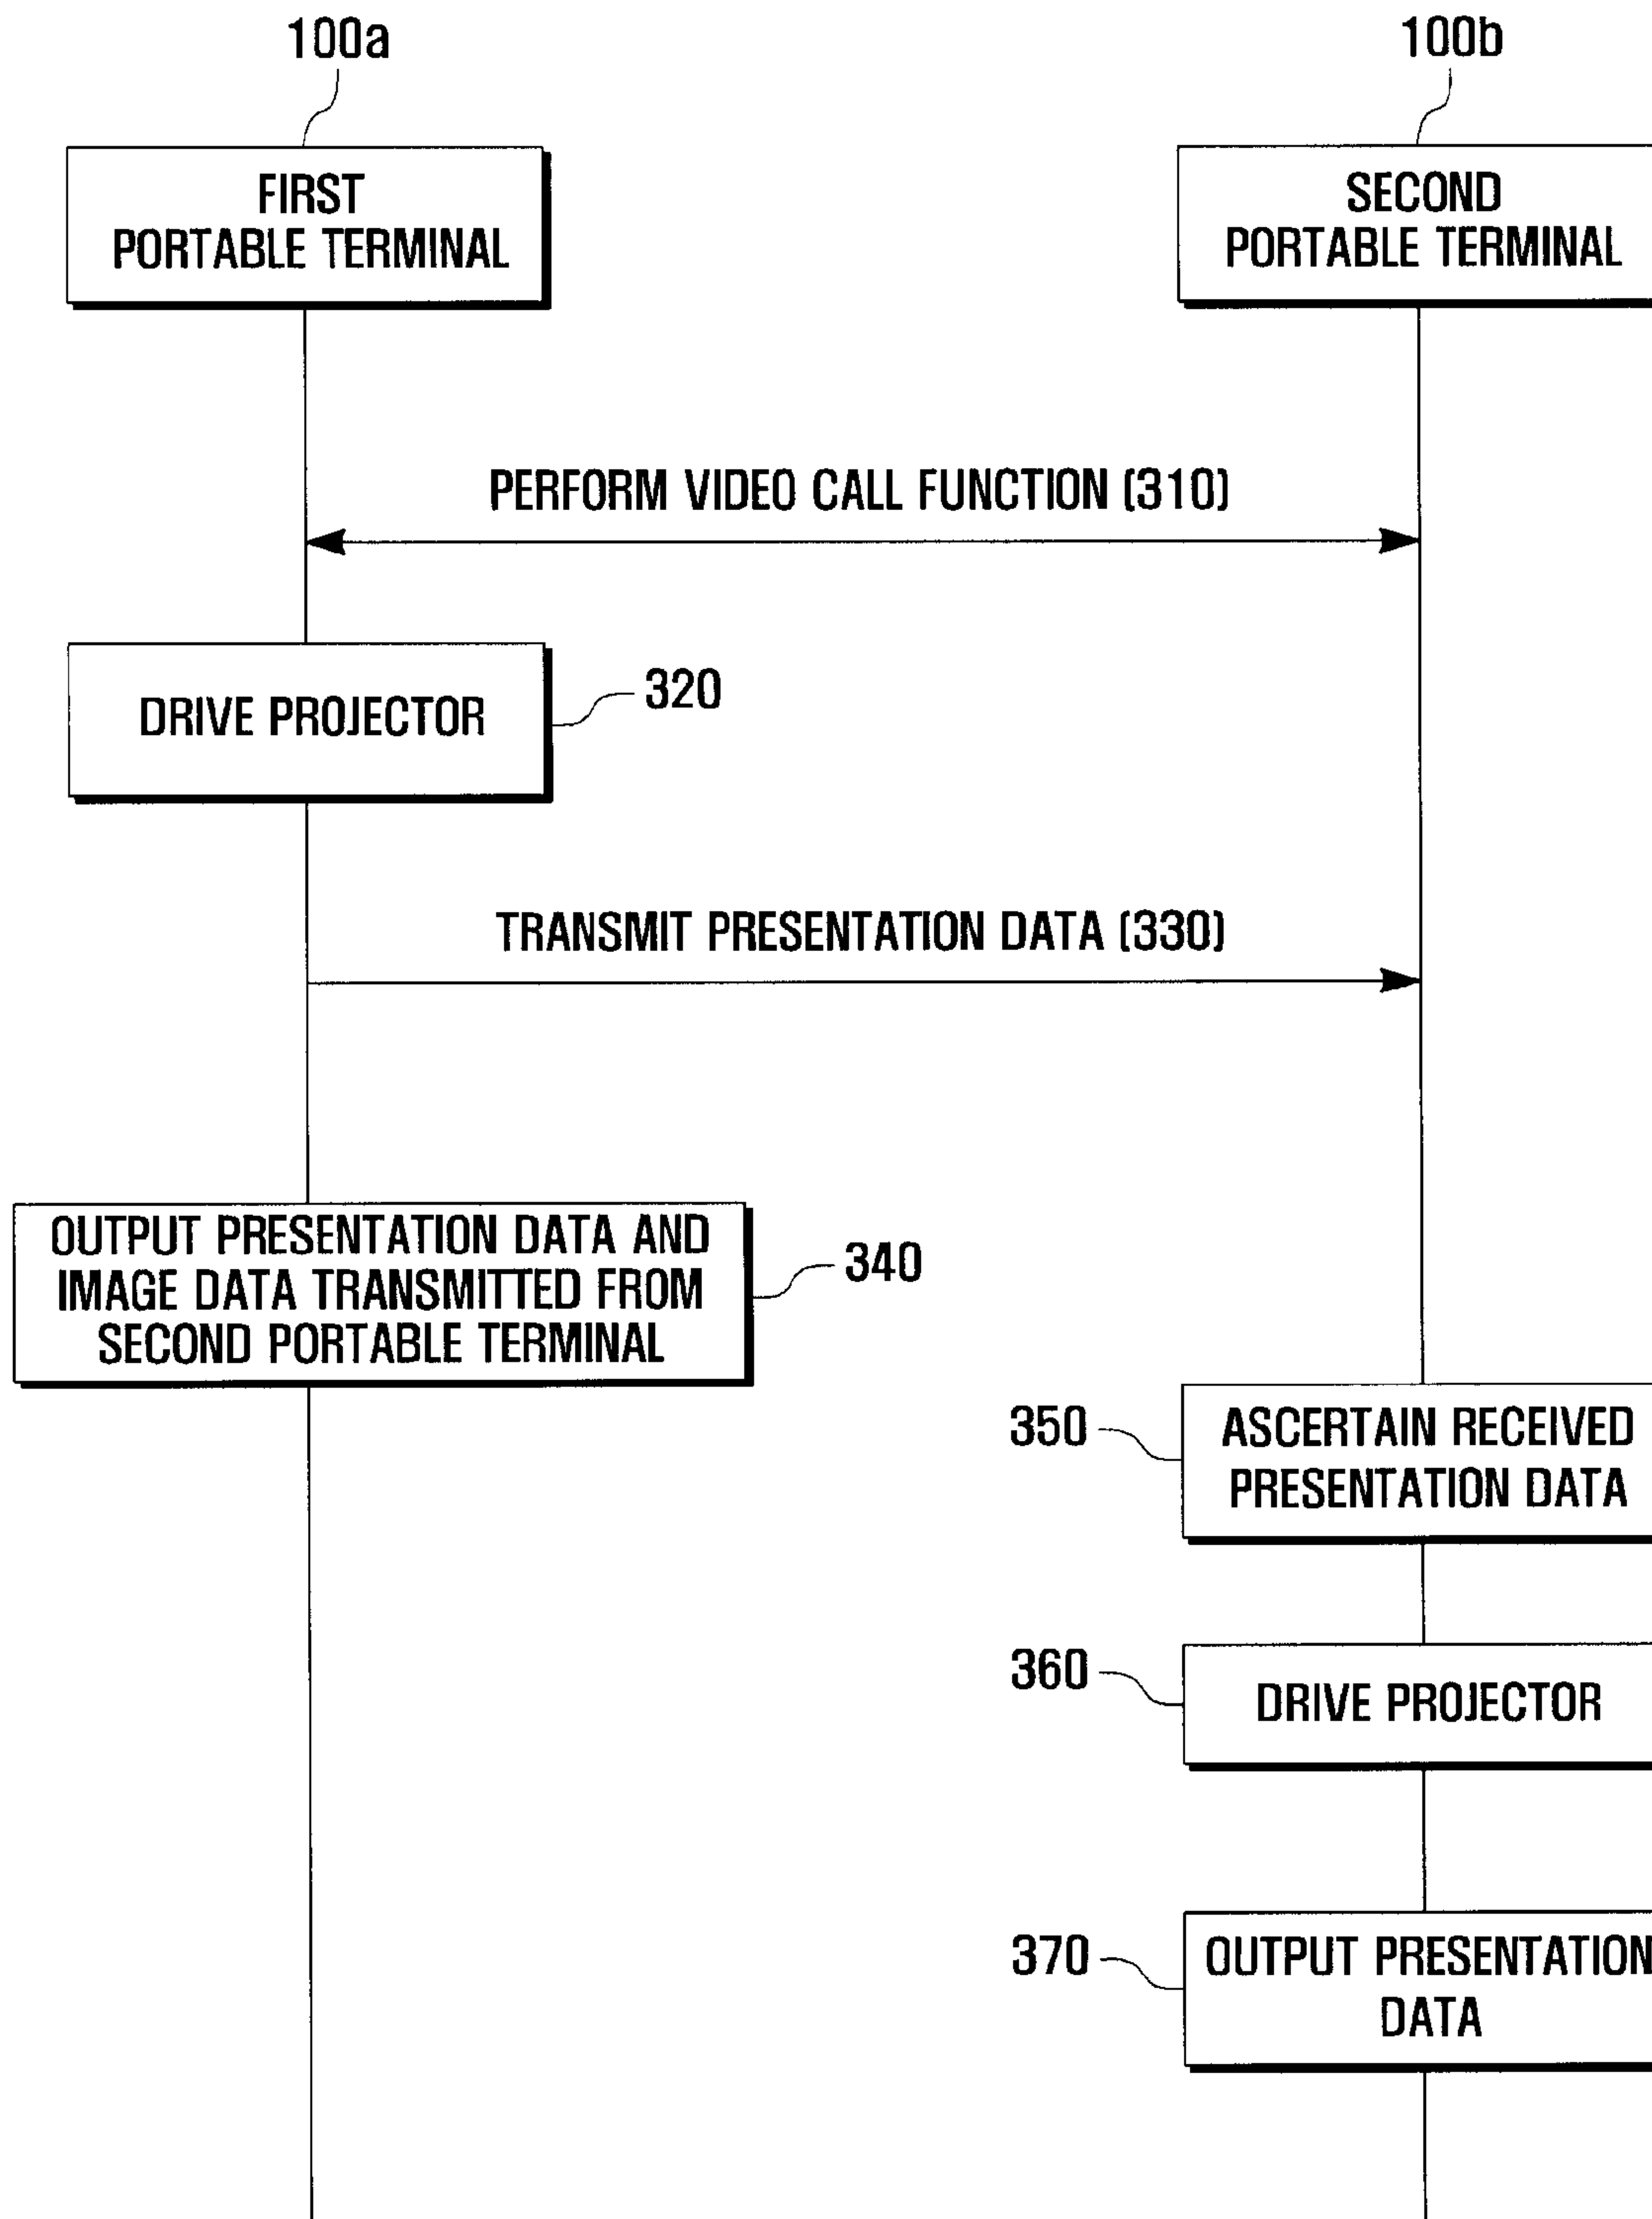 100a
100b
FIRST
PORTABLE TERMINAL
SECOND
PORTABLE TERMINAL
PERFORM VIDEO CALL FUNCTION (310)
DRIVE PROJECTOR
320
TRANSMIT PRESENTATION DATA (330)
OUTPUT PRESENTATION DATA AND
IMAGE DATA TRANSMITTED FROM
SECOND PORTABLE TERMINAL
340
350
ASCERTAIN RECEIVED
PRESENTATION DATA
360
DRIVE PROJECTOR
370
OUTPUT PRESENTATION
DATA